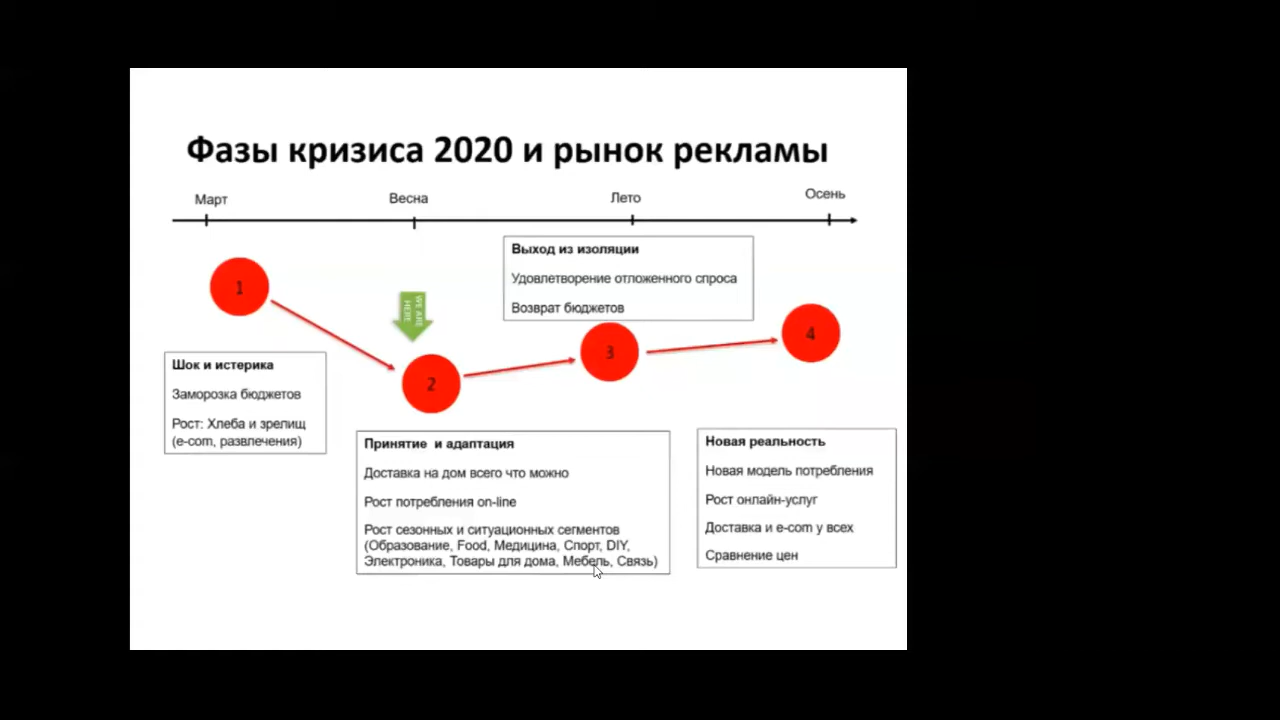 Фазы кризиса 2020 и рынок рекламы
Март
Весна
Лето
Осень
1
Шок и истерика
Заморозка бюджетов
Рост: Хлеба и зрелищ
(e-com, развлечения)
WE ARE
HERE
2
Принятие и адаптация
Доставка на дом всего что можно
Рост потребления on-line
Рост сезонных и ситуационных сегментов
(Образование, Food, Медицина, Спорт, DIY,
Электроника, Товары для дома, Мебель, Связь)
Выход из изоляции
Удовлетворение отложенного спроса
Возврат бюджетов
3
4
Новая реальность
Новая модель потребления
Рост онлайн-услуг
Доставка и e-com у всех
Сравнение цен